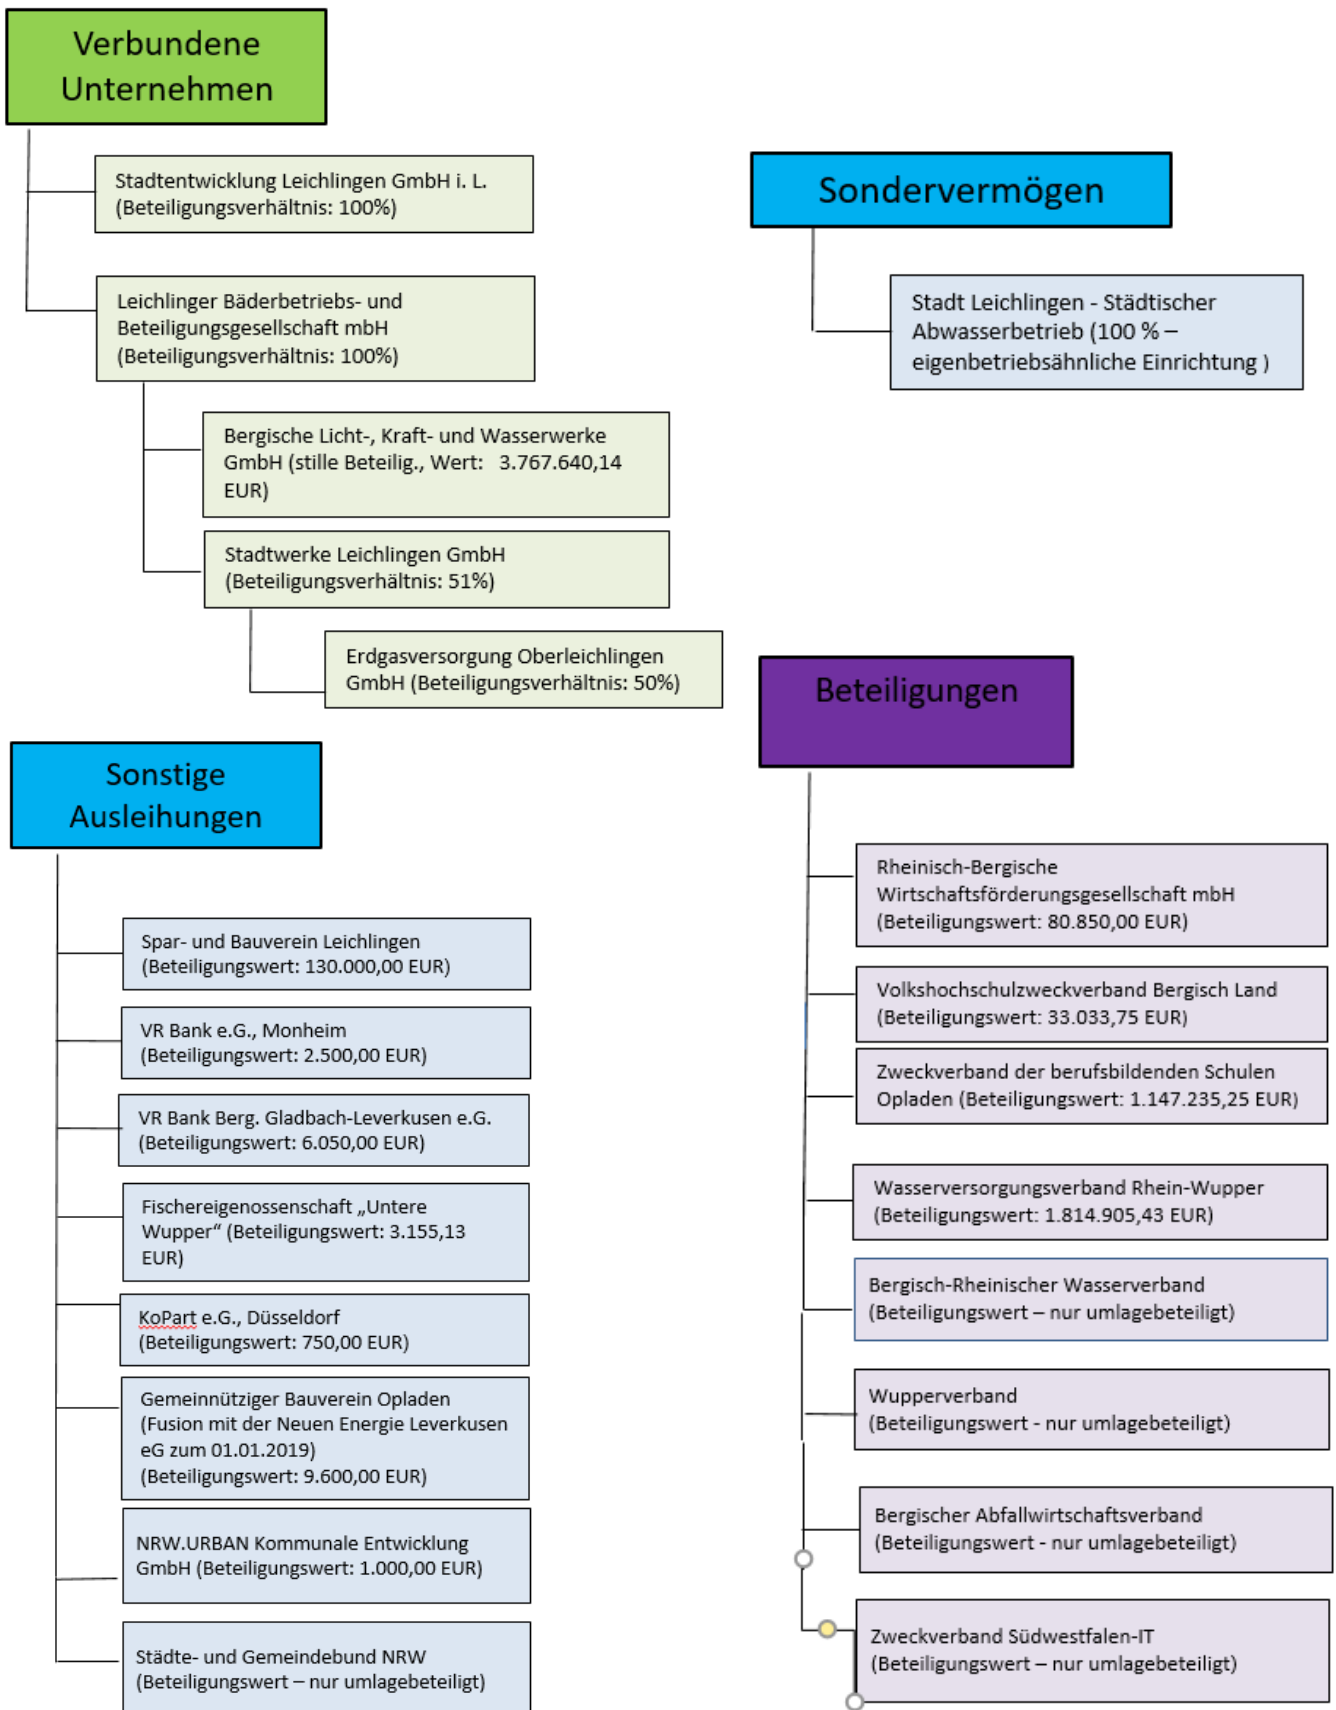 Verbundene
Unternehmen
Stadtentwicklung Leichlingen GmbH i. L.
(Beteiligungsverhältnis: 100%)
Leichlinger Bäderbetriebs- und
Beteiligungsgesellschaft mbH
(Beteiligungsverhältnis: 100%)
Bergische Licht-, Kraft- und Wasserwerke
GmbH (stille Beteilig., Wert: 3.767.640,14
EUR)
Stadtwerke Leichlingen GmbH
(Beteiligungsverhältnis: 51%)
Erdgasversorgung Oberleichlingen
GmbH (Beteiligungsverhältnis: 50%)
Sondervermögen
Stadt Leichlingen - Städtischer
Abwasserbetrieb (100 % –
eigenbetriebsähnliche Einrichtung )
Sonstige
Ausleihungen
Spar- und Bauverein Leichlingen
(Beteiligungswert: 130.000,00 EUR)
VR Bank e.G., Monheim
(Beteiligungswert: 2.500,00 EUR)
VR Bank Berg. Gladbach-Leverkusen e.G.
(Beteiligungswert: 6.050,00 EUR)
Fischereigenossenschaft „Untere
Wupper“ (Beteiligungswert: 3.155,13
EUR)
KoPart e.G., Düsseldorf
(Beteiligungswert: 750,00 EUR)
Gemeinnütziger Bauverein Opladen
(Fusion mit der Neuen Energie Leverkusen
eG zum 01.01.2019)
(Beteiligungswert: 9.600,00 EUR)
NRW.URBAN Kommunale Entwicklung
GmbH (Beteiligungswert: 1.000,00 EUR)
Städte- und Gemeindebund NRW
(Beteiligungswert – nur umlagebeteiligt)
Beteiligungen
Rheinisch-Bergische
Wirtschaftsförderungsgesellschaft mbH
(Beteiligungswert: 80.850,00 EUR)
Volkshochschulzweckverband Bergisch Land
(Beteiligungswert: 33.033,75 EUR)
Zweckverband der berufsbildenden Schulen
Opladen (Beteiligungswert: 1.147.235,25 EUR)
Wasserversorgungsverband Rhein-Wupper
(Beteiligungswert: 1.814.905,43 EUR)
Bergisch-Rheinischer Wasserverband
(Beteiligungswert – nur umlagebeteiligt)
Wupperverband
(Beteiligungswert - nur umlagebeteiligt)
Bergischer Abfallwirtschaftsverband
(Beteiligungswert - nur umlagebeteiligt)
Zweckverband Südwestfalen-IT
(Beteiligungswert – nur umlagebeteiligt)